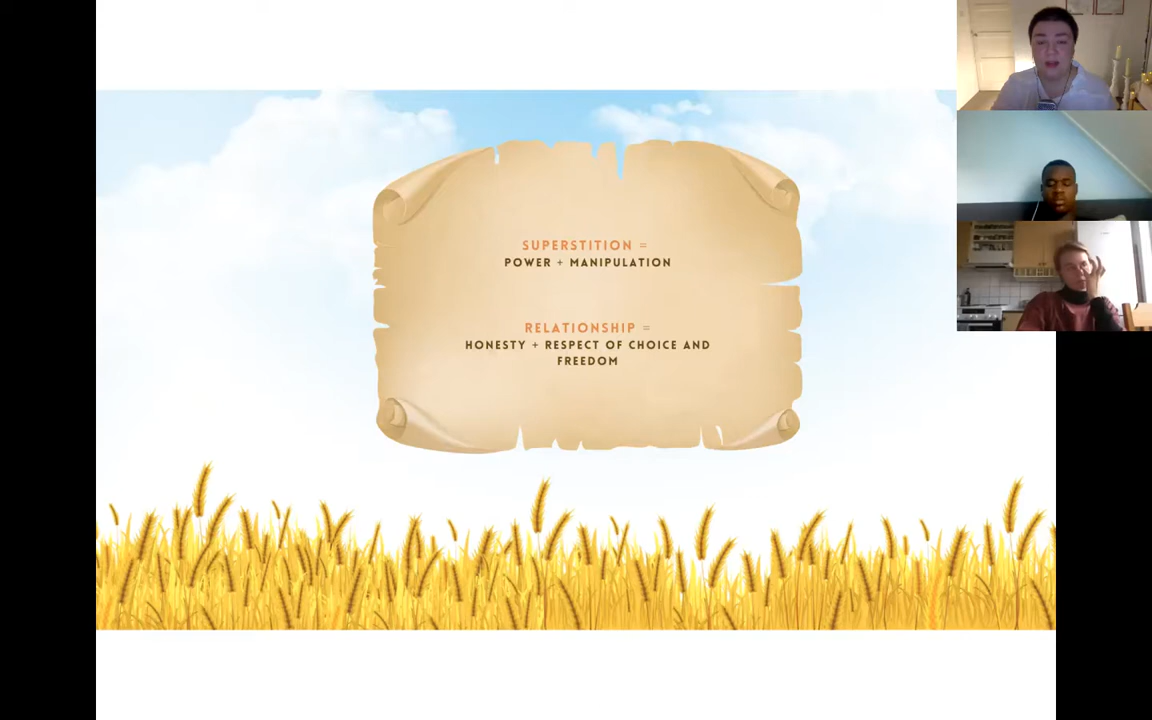 SUPERSTITION =
POWER + MANIPULATION
RELATIONSHIP =
HONESTY + RESPECT OF CHOICE AND
FREEDOM